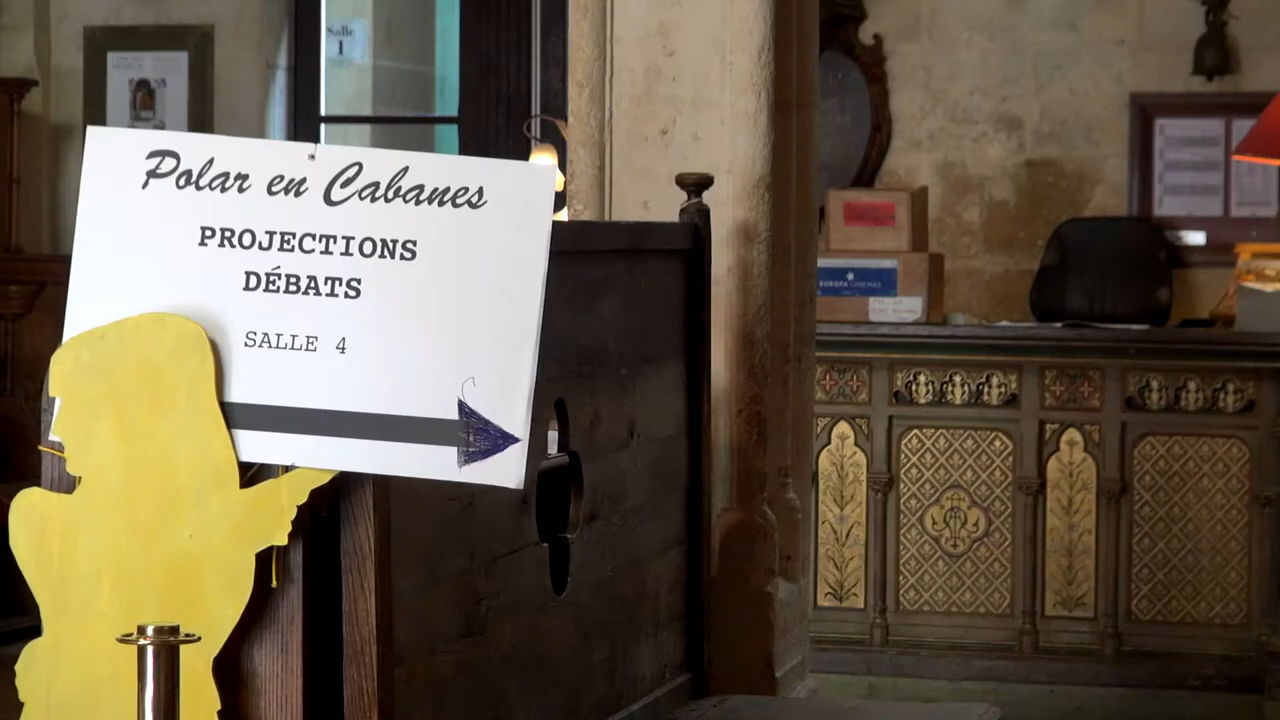 Salle
1
Polar en Cabanes
PROJECTIONS
DÉBATS
SALLE 4
EUROPA CINEMAS